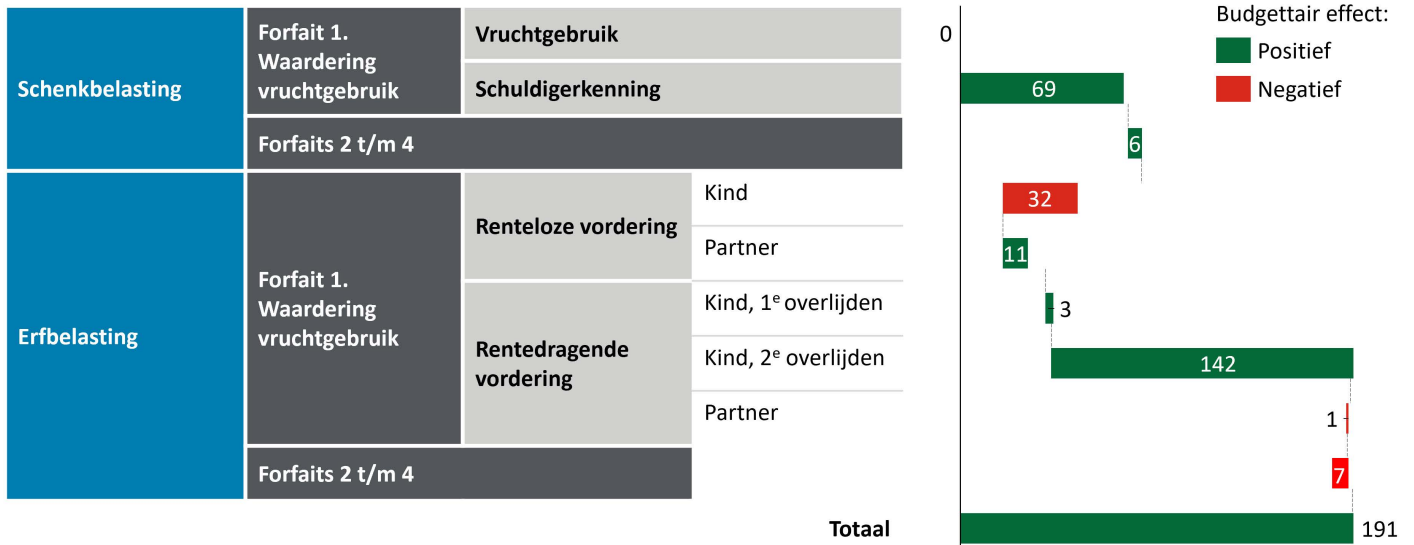 Schenkbelasting
Forfait 1.
Waardering
vruchtgebruik
Vruchtgebruik
Schuldigerkenning
Forfaits 2 t/m 4
Erfbelasting
Forfait 1.
Waardering
vruchtgebruik
Renteloze vordering
Kind
Partner
Rentedragende
vordering
Kind, 1e overlijden
Kind, 2e overlijden
Partner
Forfaits 2 t/m 4
Totaal
Budgettair effect:
Positief
Negatief
0
69
6
32
11
3
142
1
7
191